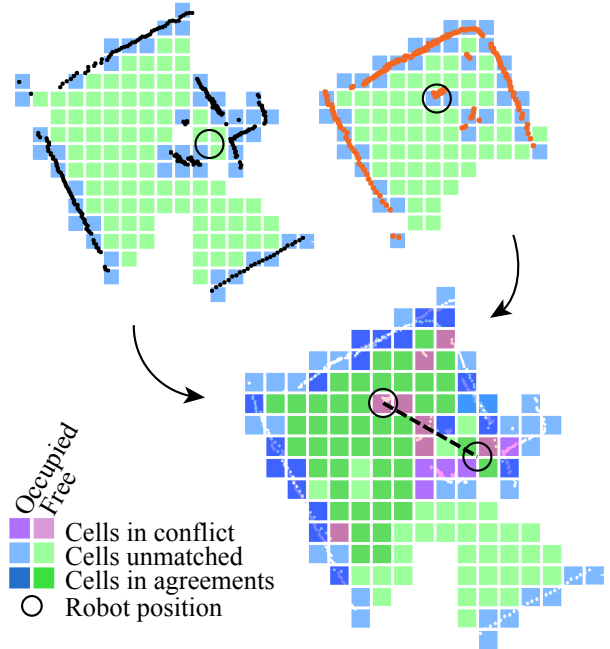 Occupied
Free
Cells in conflict
Cells unmatched
Cells in agreements
Robot position